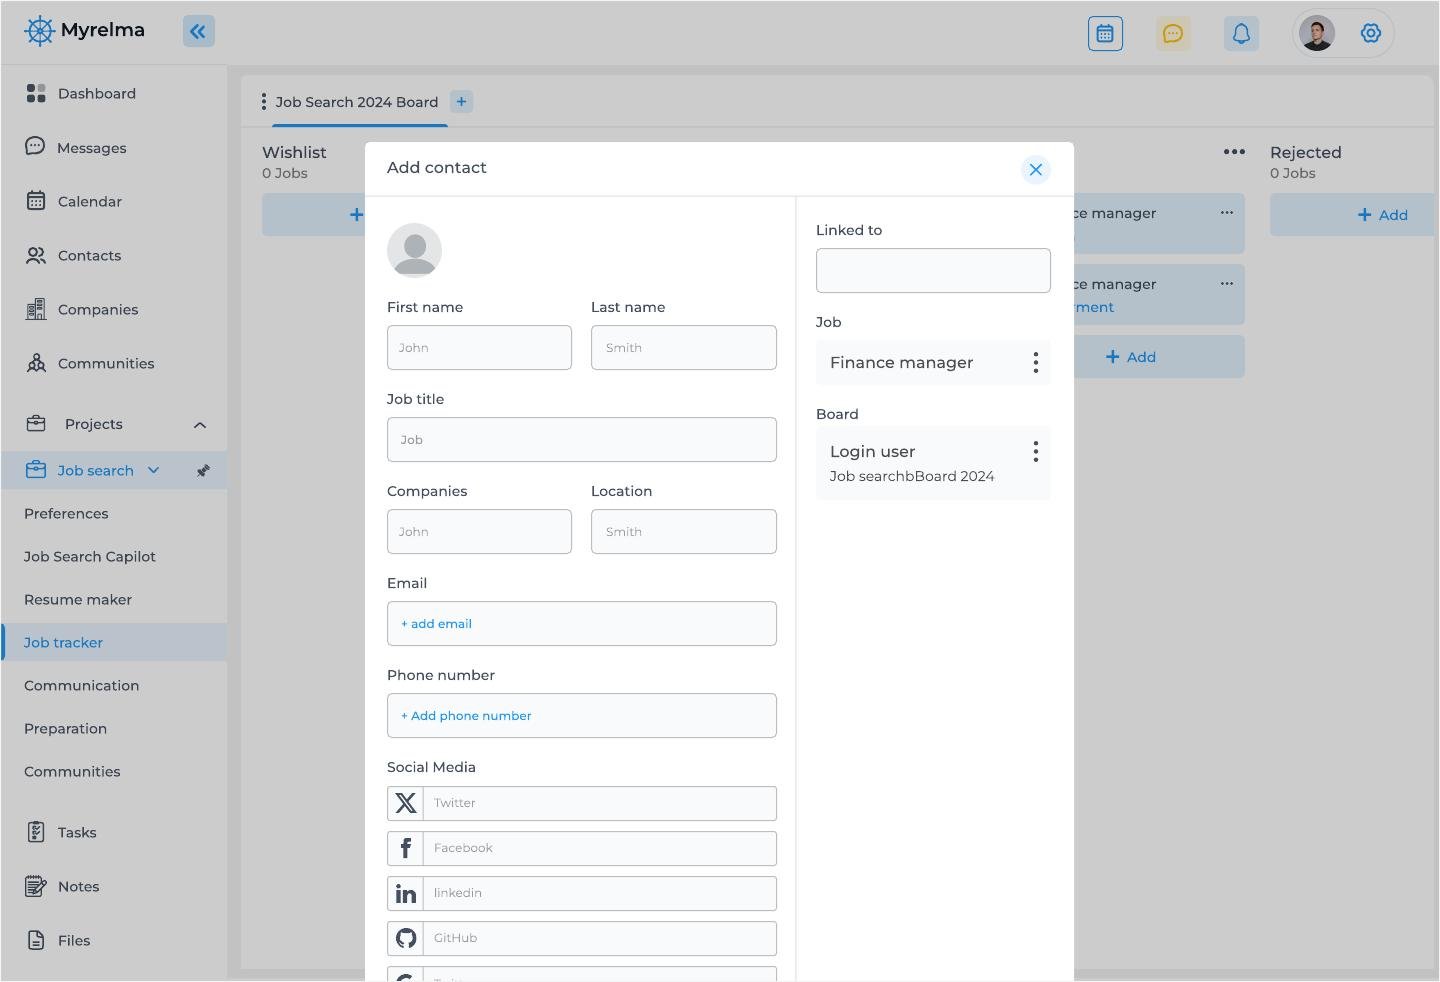 Myrelma
Dashboard
Messages
Calendar
Contacts
Companies
Communities
Projects
Job search
Preferences
Job Search Capilot
Resume maker
Job tracker
Communication
Preparation
Communities
Tasks
Notes
Files
Job Search 2024 Board +
Wishlist
0 Jobs
+
ce manager
ce manager
ment
+ Add
Rejected
0 Jobs
+ Add
Add contact
First name
Last name
John
Smith
Job title
Job
Companies
Location
John
Smith
Email
+ add email
Phone number
+ Add phone number
Social Media
Twitter
Facebook
linkedin
GitHub
Linked to
Job
Finance manager
Board
Login user
Job searchbBoard 2024